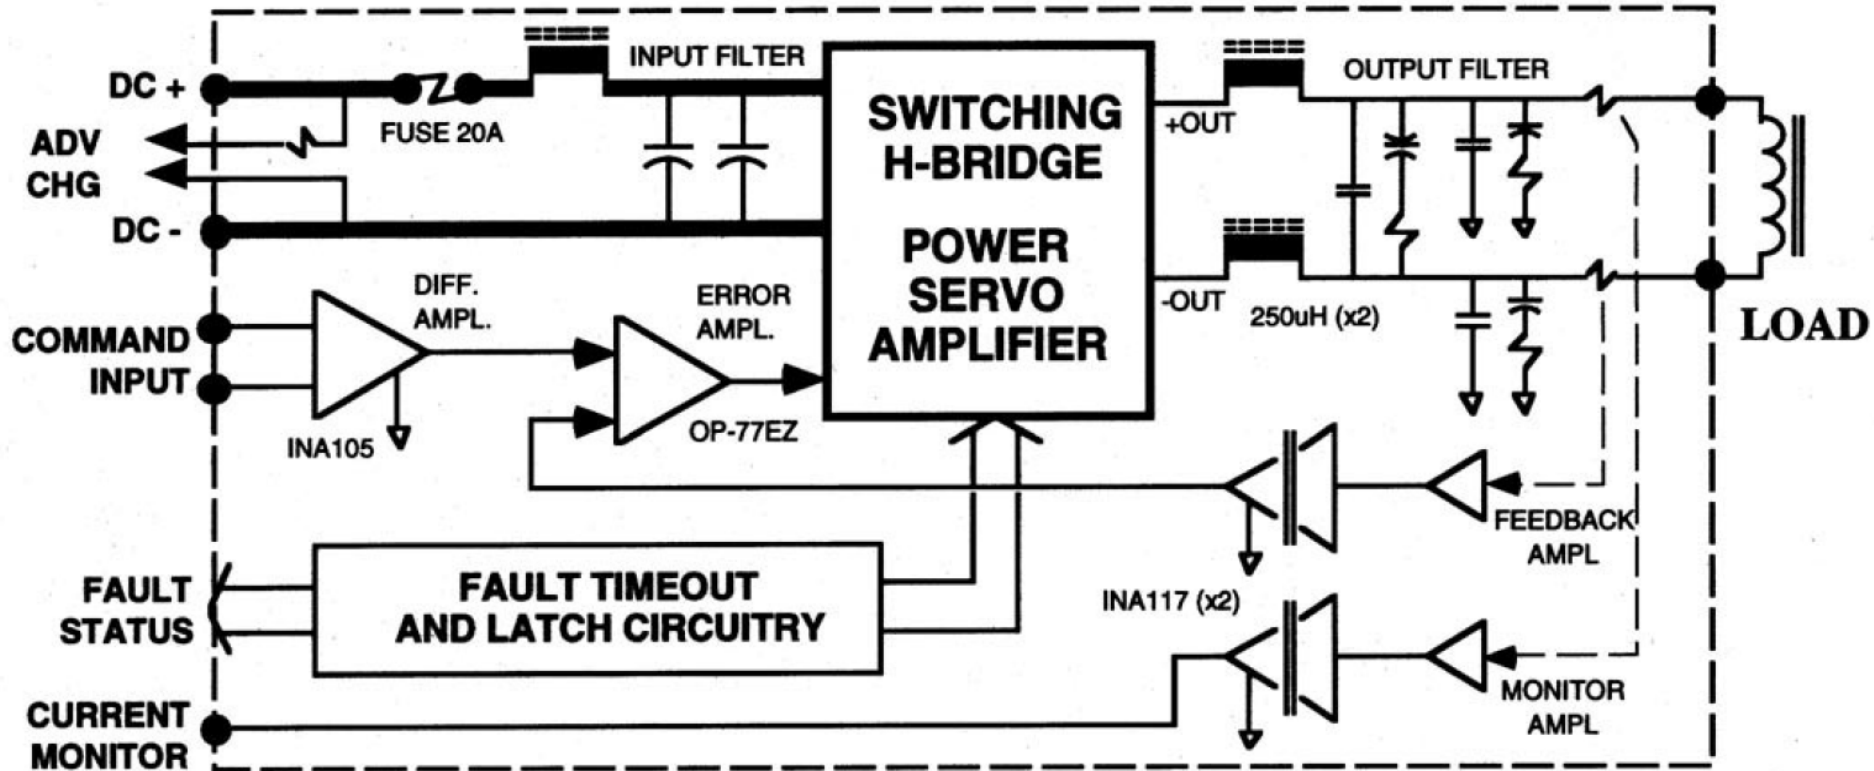 DC +
ADV
CHG
DC -
FUSE 20A
INPUT FILTER
SWITCHING
H-BRIDGE
POWER
SERVO
AMPLIFIER
+OUT
-OUT
OUTPUT FILTER
250uH (x2)
LOAD
COMMAND
INPUT
DIFF.
AMPL.
INA105
ERROR
AMPL.
OP-77EZ
FEEDBACK
AMPL
INA117 (x2)
MONITOR
AMPL
FAULT
STATUS
FAULT TIMEOUT
AND LATCH CIRCUITRY
CURRENT
MONITOR